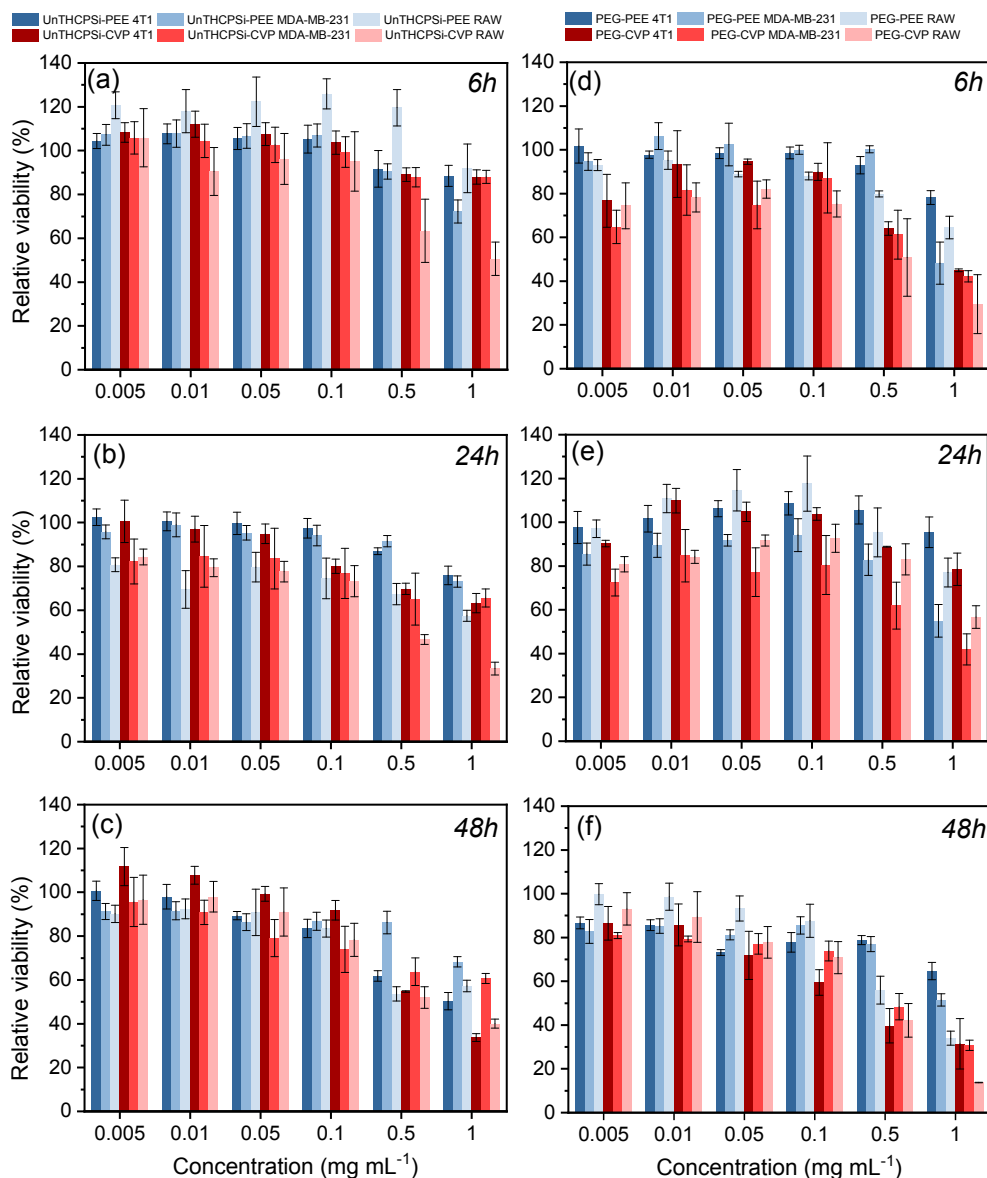 UnTHCPSi-PEE 4T1 UnTHCPSi-PEE MDA-MB-231 UnTHCPSi-PEE RAW
UnTHCPSi-CVP 4T1 UnTHCPSi-CVP MDA-MB-231 UnTHCPSi-CVP RAW
PEG-PEE 4T1 PEG-PEE MDA-MB-231 PEG-PEE RAW
PEG-CVP 4T1 PEG-CVP MDA-MB-231 PEG-CVP RAW
(a) 6h
140
120
100
80
60
40
20
0
Relative viability (%)
0.005 0.01 0.05 0.1 0.5 1
(d) 6h
140
120
100
80
60
40
20
0
0.005 0.01 0.05 0.1 0.5 1
(b) 24h
140
120
100
80
60
40
20
0
Relative viability (%)
0.005 0.01 0.05 0.1 0.5 1
(e) 24h
140
120
100
80
60
40
20
0
0.005 0.01 0.05 0.1 0.5 1
(c) 48h
140
120
100
80
60
40
20
0
Relative viability (%)
0.005 0.01 0.05 0.1 0.5 1
Concentration (mg mL⁻¹)
(f) 48h
140
120
100
80
60
40
20
0
0.005 0.01 0.05 0.1 0.5 1
Concentration (mg mL⁻¹)